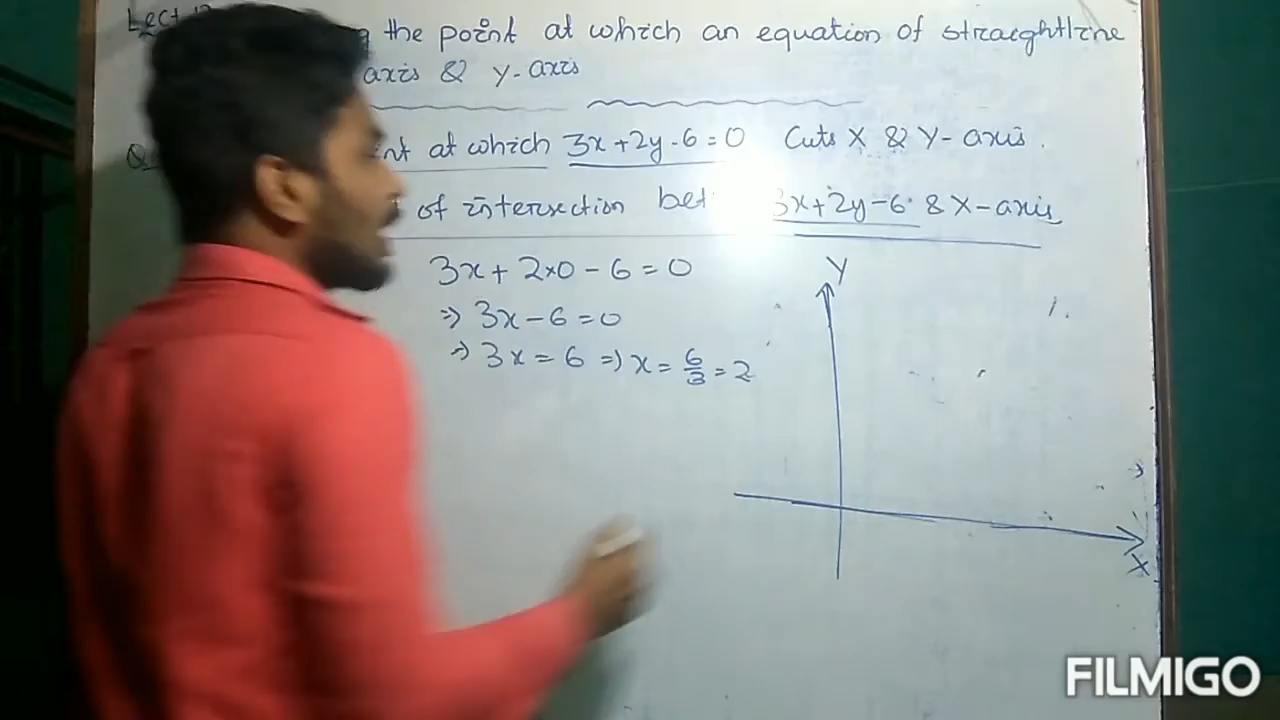 Lect
the point at which an equation of straightline
axis & Y-axis
at which 3x+2y-6=0 Cuts X & Y-axis.
of intersection bet 3x+2y-6 & X-axis
3x+2×0-6=0
⇒ 3x-6=0
⇒ 3x=6 ⇒ x=6/3=2
Y
X
FILMIGO